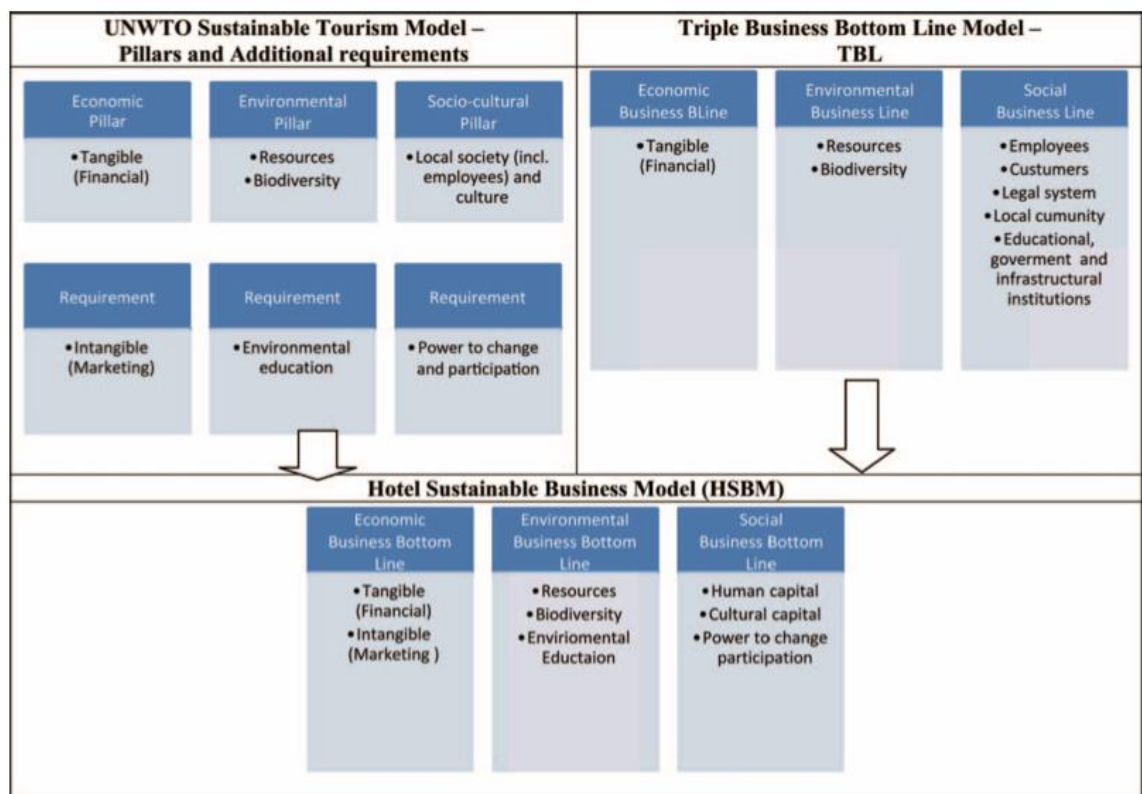 UNWTO Sustainable Tourism Model –
Pillars and Additional requirements
Economic
Pillar
•Tangible
(Financial)
Environmental
Pillar
•Resources
•Biodiversity
Socio-cultural
Pillar
•Local society (incl.
employees) and
culture
Requirement
•Intangible
(Marketing)
Requirement
•Environmental
education
Requirement
•Power to change
and participation
Triple Business Bottom Line Model –
TBL
Economic
Business BLine
•Tangible
(Financial)
Environmental
Business Line
•Resources
•Biodiversity
Social
Business Line
•Employees
•Custumers
•Legal system
•Local cumunity
•Educational,
goverment and
infrastructural
institutions
Hotel Sustainable Business Model (HSBM)
Economic
Business Bottom
Line
•Tangible
(Financial)
•Intangible
(Marketing )
Environmental
Business Bottom
Line
•Resources
•Biodiversity
•Enviriomental
Eductaion
Social
Business Bottom
Line
•Human capital
•Cultural capital
•Power to change
participation